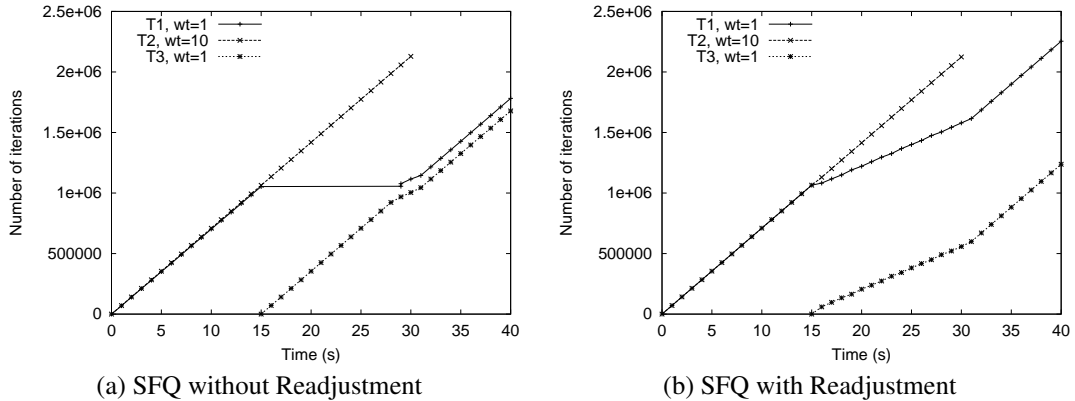 2.5e+06
2e+06
1.5e+06
1e+06
500000
0
Number of iterations
T1, wt=1
T2, wt=10
T3, wt=1
0 5 10 15 20 25 30 35 40
Time (s)
(a) SFQ without Readjustment
2.5e+06
2e+06
1.5e+06
1e+06
500000
0
Number of iterations
T1, wt=1
T2, wt=10
T3, wt=1
0 5 10 15 20 25 30 35 40
Time (s)
(b) SFQ with Readjustment